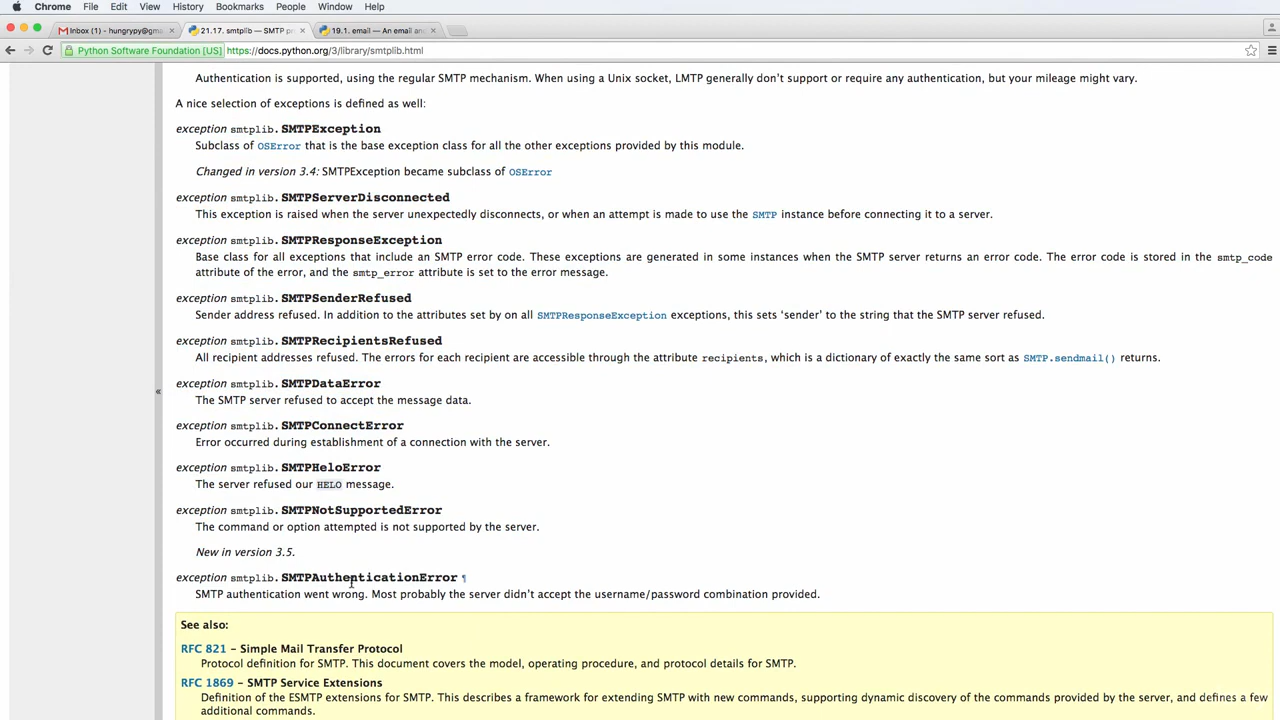 Chrome File Edit View History Bookmarks People Window Help
Inbox (1) - hungrypy@gma 21.17. smtplib — SMTP pr 19.1. email — An email and
Python Software Foundation [US] https://docs.python.org/3/library/smtplib.html
Authentication is supported, using the regular SMTP mechanism. When using a Unix socket, LMTP generally don't support or require any authentication, but your mileage might vary.
A nice selection of exceptions is defined as well:
exception smtplib.SMTPException
Subclass of OSError that is the base exception class for all the other exceptions provided by this module.
Changed in version 3.4: SMTPException became subclass of OSError
exception smtplib.SMTPServerDisconnected
This exception is raised when the server unexpectedly disconnects, or when an attempt is made to use the SMTP instance before connecting it to a server.
exception smtplib.SMTPResponseException
Base class for all exceptions that include an SMTP error code. These exceptions are generated in some instances when the SMTP server returns an error code. The error code is stored in the smtp_code
attribute of the error, and the smtp_error attribute is set to the error message.
exception smtplib.SMTPSenderRefused
Sender address refused. In addition to the attributes set by on all SMTPResponseException exceptions, this sets 'sender' to the string that the SMTP server refused.
exception smtplib.SMTPRecipientsRefused
All recipient addresses refused. The errors for each recipient are accessible through the attribute recipients, which is a dictionary of exactly the same sort as SMTP.sendmail() returns.
exception smtplib.SMTPDataError
The SMTP server refused to accept the message data.
exception smtplib.SMTPConnectError
Error occurred during establishment of a connection with the server.
exception smtplib.SMTPHeloError
The server refused our HELO message.
exception smtplib.SMTPNotSupportedError
The command or option attempted is not supported by the server.
New in version 3.5.
exception smtplib.SMTPAuthenticationError ¶
SMTP authentication went wrong. Most probably the server didn't accept the username/password combination provided.
See also:
RFC 821 – Simple Mail Transfer Protocol
Protocol definition for SMTP. This document covers the model, operating procedure, and protocol details for SMTP.
RFC 1869 – SMTP Service Extensions
Definition of the ESMTP extensions for SMTP. This describes a framework for extending SMTP with new commands, supporting dynamic discovery of the commands provided by the server, and defines a few
additional commands.